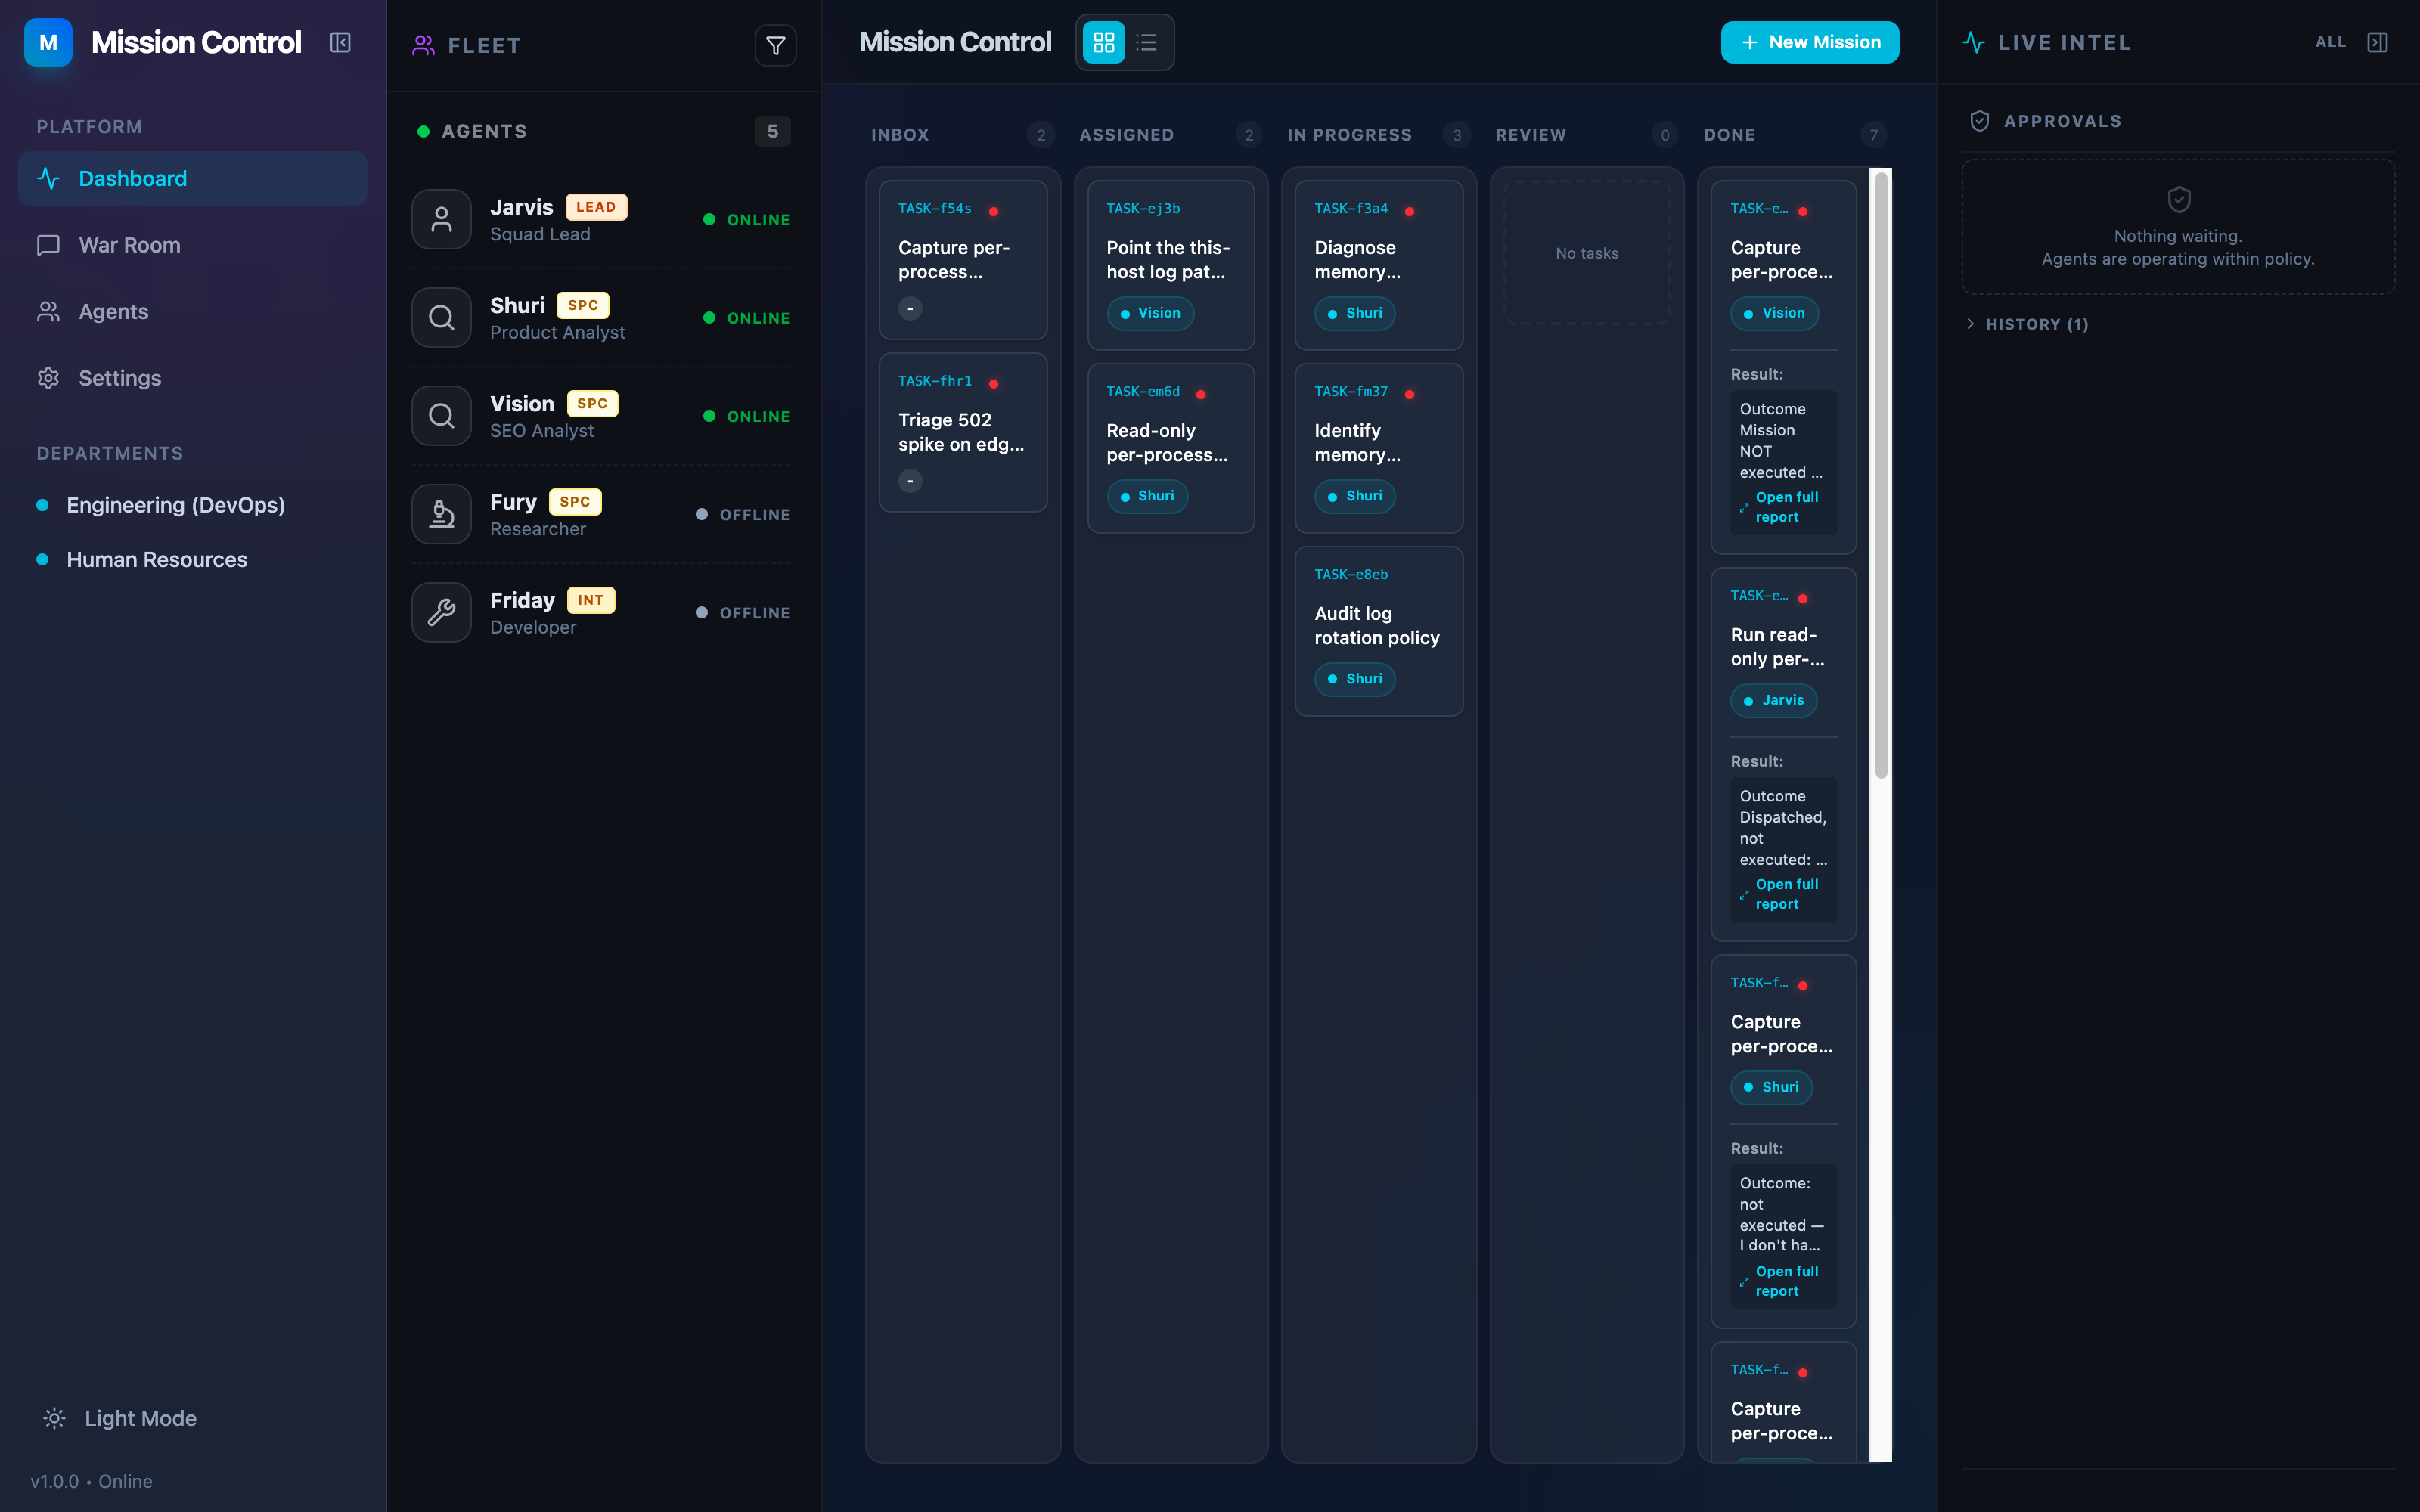 M
Mission Control
PLATFORM
Dashboard
War Room
Agents
Settings
DEPARTMENTS
Engineering (DevOps)
Human Resources
Light Mode
v1.0.0 • Online
FLEET
AGENTS
5
Jarvis LEAD
Squad Lead
ONLINE
Shuri SPC
Product Analyst
ONLINE
Vision SPC
SEO Analyst
ONLINE
Fury SPC
Researcher
OFFLINE
Friday INT
Developer
OFFLINE
Mission Control
New Mission
INBOX 2
TASK-f54s
Capture per-
process...
-
TASK-fhr1
Triage 502
spike on edg...
-
ASSIGNED 2
TASK-ej3b
Point the this-
host log pat...
Vision
TASK-em6d
Read-only
per-process...
Shuri
IN PROGRESS 3
TASK-f3a4
Diagnose
memory...
Shuri
TASK-fm37
Identify
memory...
Shuri
TASK-e8eb
Audit log
rotation policy
Shuri
REVIEW 0
No tasks
DONE 7
TASK-e...
Capture
per-proce...
Vision
Result:
Outcome
Mission
NOT
executed ...
Open full
report
TASK-e...
Run read-
only per-...
Jarvis
Result:
Outcome
Dispatched,
not
executed: ...
Open full
report
TASK-f...
Capture
per-proce...
Shuri
Result:
Outcome:
not
executed —
I don't ha...
Open full
report
TASK-f...
Capture
per-proce...
LIVE INTEL
ALL
APPROVALS
Nothing waiting.
Agents are operating within policy.
HISTORY (1)